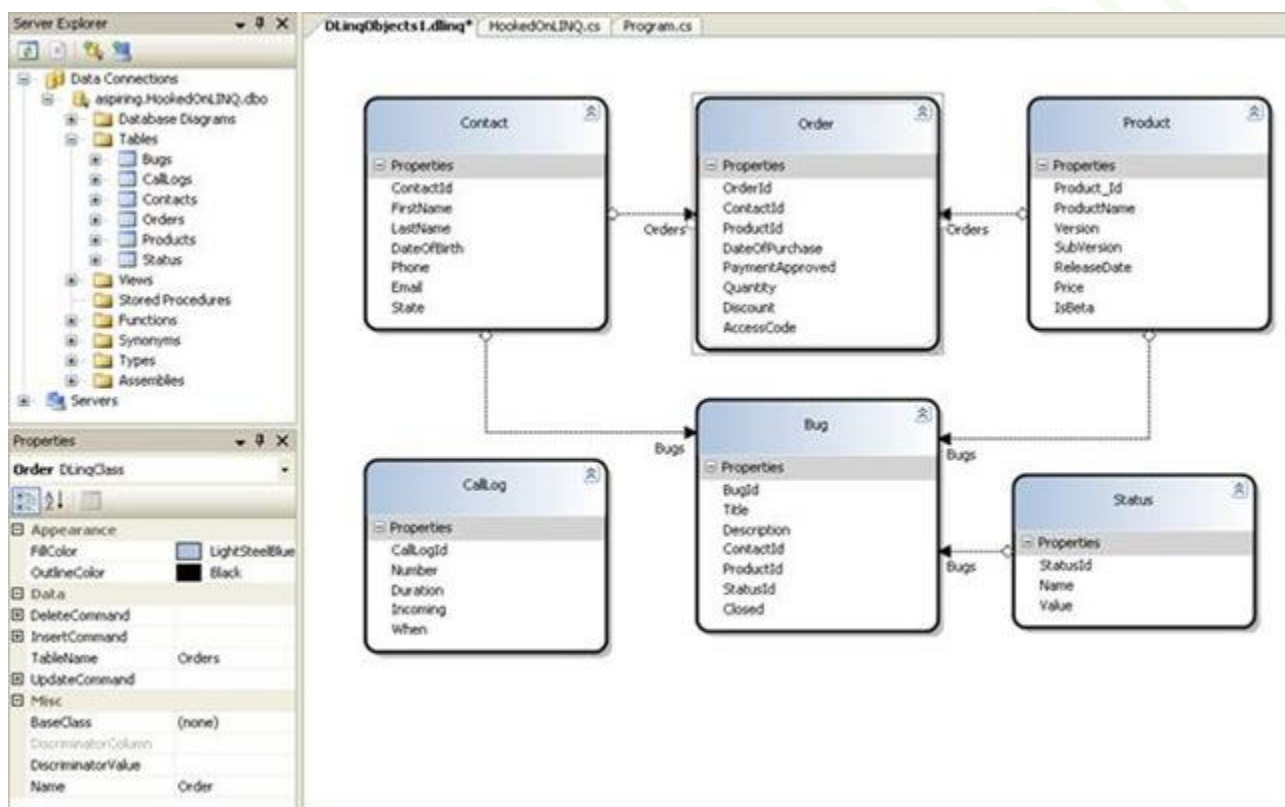 Server Explorer
Data Connections
aspiring.HookedOnLINQ.dbo
Database Diagrams
Tables
Bugs
CallLogs
Contacts
Orders
Products
Status
Views
Stored Procedures
Functions
Synonyms
Types
Assemblies
Servers
Properties
Order DLinqClass
Appearance
FillColor LightSteelBlue
OutlineColor Black
Data
DeleteCommand
InsertCommand
TableName Orders
UpdateCommand
Misc
BaseClass (none)
DiscriminatorColumn
DiscriminatorValue
Name Order
DLinqObjects1.dlinq* HookedOnLINQ.cs Program.cs
Contact
Properties
ContactId
FirstName
LastName
DateOfBirth
Phone
Email
State
Orders
Order
Properties
OrderId
ContactId
ProductId
DateOfPurchase
PaymentApproved
Quantity
Discount
AccessCode
Orders
Product
Properties
Product_Id
ProductName
Version
SubVersion
ReleaseDate
Price
IsBeta
CallLog
Properties
CallLogId
Number
Duration
Incoming
When
Bugs
Bug
Properties
BugId
Title
Description
ContactId
ProductId
StatusId
Closed
Bugs
Bugs
Status
Properties
StatusId
Name
Value